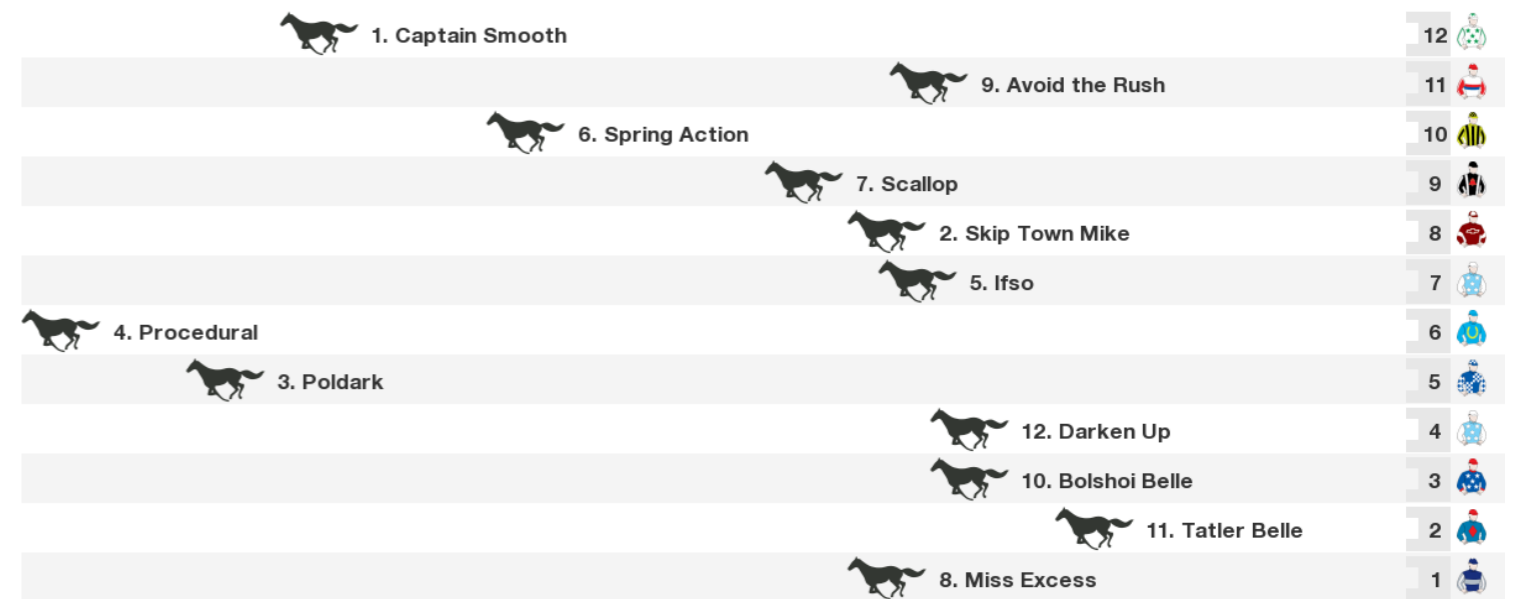 1. Captain Smooth 12
9. Avoid the Rush 11
6. Spring Action 10
7. Scallop 9
2. Skip Town Mike 8
5. Ifso 7
4. Procedural 6
3. Poldark 5
12. Darken Up 4
10. Bolshoi Belle 3
11. Tatler Belle 2
8. Miss Excess 1